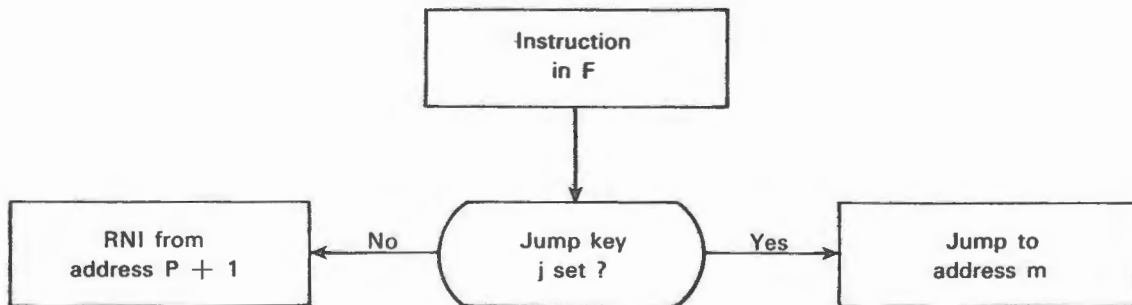 Instruction
in F
RNI from
address P + 1
No
Jump key
j set ?
Yes
Jump to
address m